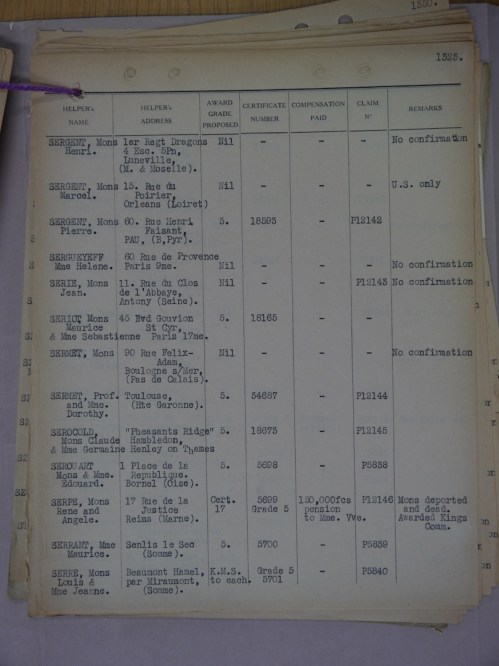 1330.
1323.
HELPER's NAME HELPER's ADDRESS AWARD GRADE PROPOSED CERTIFICATE NUMBER COMPENSATION PAID CLAIM Nº REMARKS
SERGENT, Mons 1er Regt Dragons Nil - - - No confirmation
Henri. 4 Esc. 5Pn,
Luneville,
(M. & Moselle).
SERGENT, Mons 15. Rue du Nil - - - U.S. only
Marcel. Poirier,
Orleans (Loiret)
SERGENT, Mons 60. Rue Henri 5. 18595 - P12142
Pierre. Faisant,
PAU, (B,Pyr).
SERGUEYEFF 60 Rue de Provence
Mme Helene. Paris 9me. Nil - - - No confirmation
SERIE, Mons 11. Rue du Clos Nil - - P12143 No confirmation
Jean. de l'Abbaye,
Antony (Seine).
SERIOT, Mons 45 Bvd Gouvion 5. 18165 - -
Maurice St Cyr,
& Mme Sebastienne Paris 17me.
SERMET, Mons 90 Rue Felix- Nil - - - No confirmation
Adam,
Boulogne s/Mer,
(Pas de Calais).
SERMET, Prof. Toulouse, 5. 54687 - P12144
and Mme. (Hte Garonne).
Dorothy.
SEROCOLD, "Pheasants Ridge" 5. 18675 - P12145
Mons Claude Hambledon,
& Mme Germaine Henley on Thames
SEROUART 1 Place de la 5. 5698 - P5838
Mons & Mme. Republique.
Edouard. Bornel (Oise).
SERPE, Mons 17 Rue de la Cert. 5699 120,000fcs P12146 Mons deported
Rene and Justice 17 Grade 5 pension and dead.
Angele. Reims (Marne). to Mme. Vve. Awarded Kings
Comm.
SERRANT, Mme Senlis le Sec 5. 5700 - P5839
Maurice. (Somme).
SERRE, Mons Beaumont Hamel, K.M.S. Grade 5 - P5840
Louis & par Miraumont, to each. 5701
Mme Jeanne. (Somme).